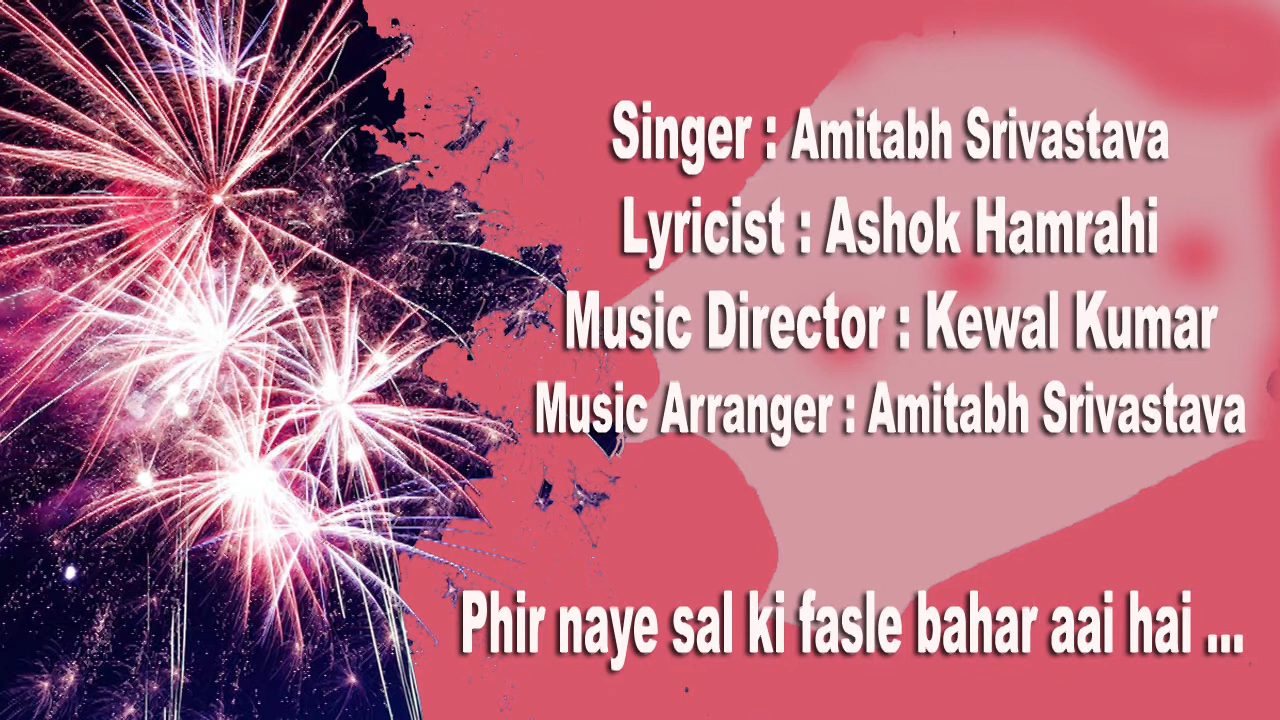 Singer : Amitabh Srivastava
Lyricist : Ashok Hamrahi
Music Director : Kewal Kumar
Music Arranger : Amitabh Srivastava
Phir naye sal ki fasle bahar aai hai ...